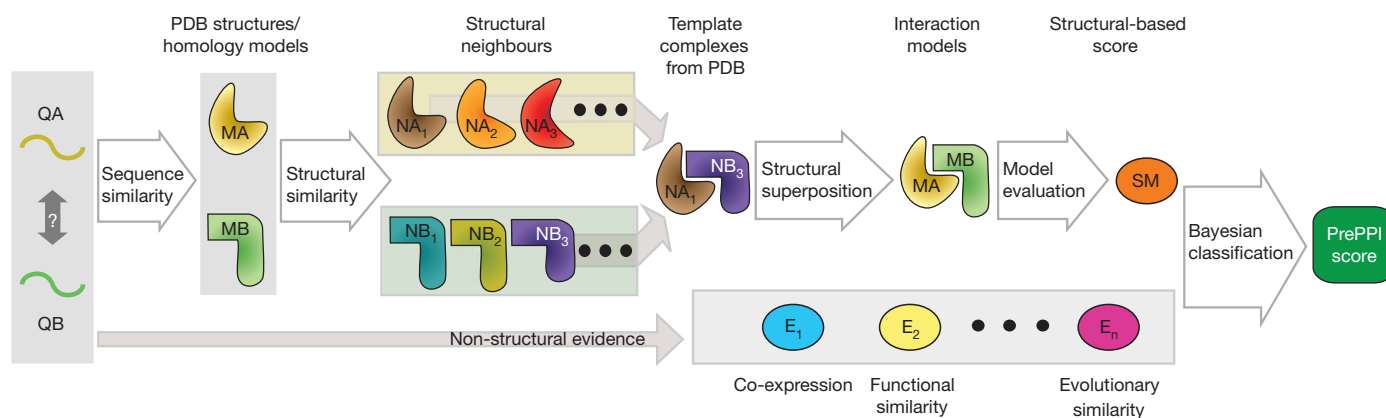 PDB structures/
homology models
Structural
neighbours
Template
complexes
from PDB
Interaction
models
Structural-based
score
QA
?
QB
Sequence
similarity
MA
MB
Structural
similarity
NA1
NA2
NA3
NB1
NB2
NB3
NA1
NB3
Structural
superposition
MA
MB
Model
evaluation
SM
Bayesian
classification
PrePPI
score
Non-structural evidence
E1
E2
En
Co-expression
Functional
similarity
Evolutionary
similarity